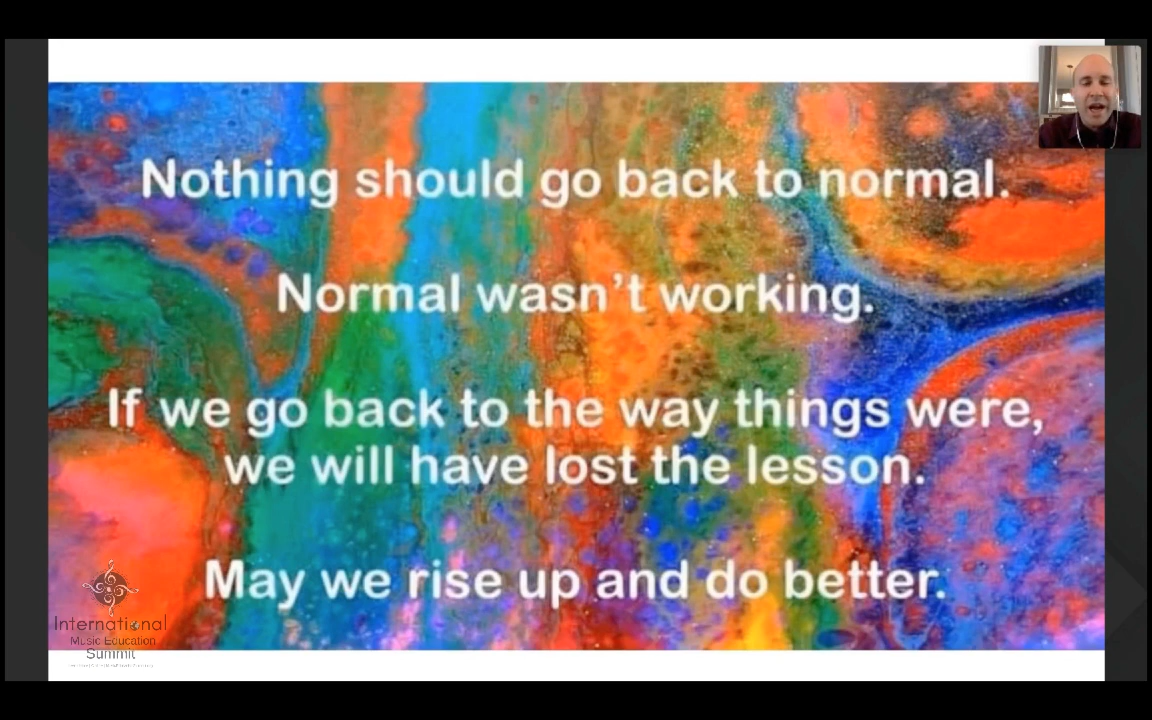 Nothing should go back to normal.
Normal wasn't working.
If we go back to the way things were,
we will have lost the lesson.
May we rise up and do better.
International
Music Education
Summit